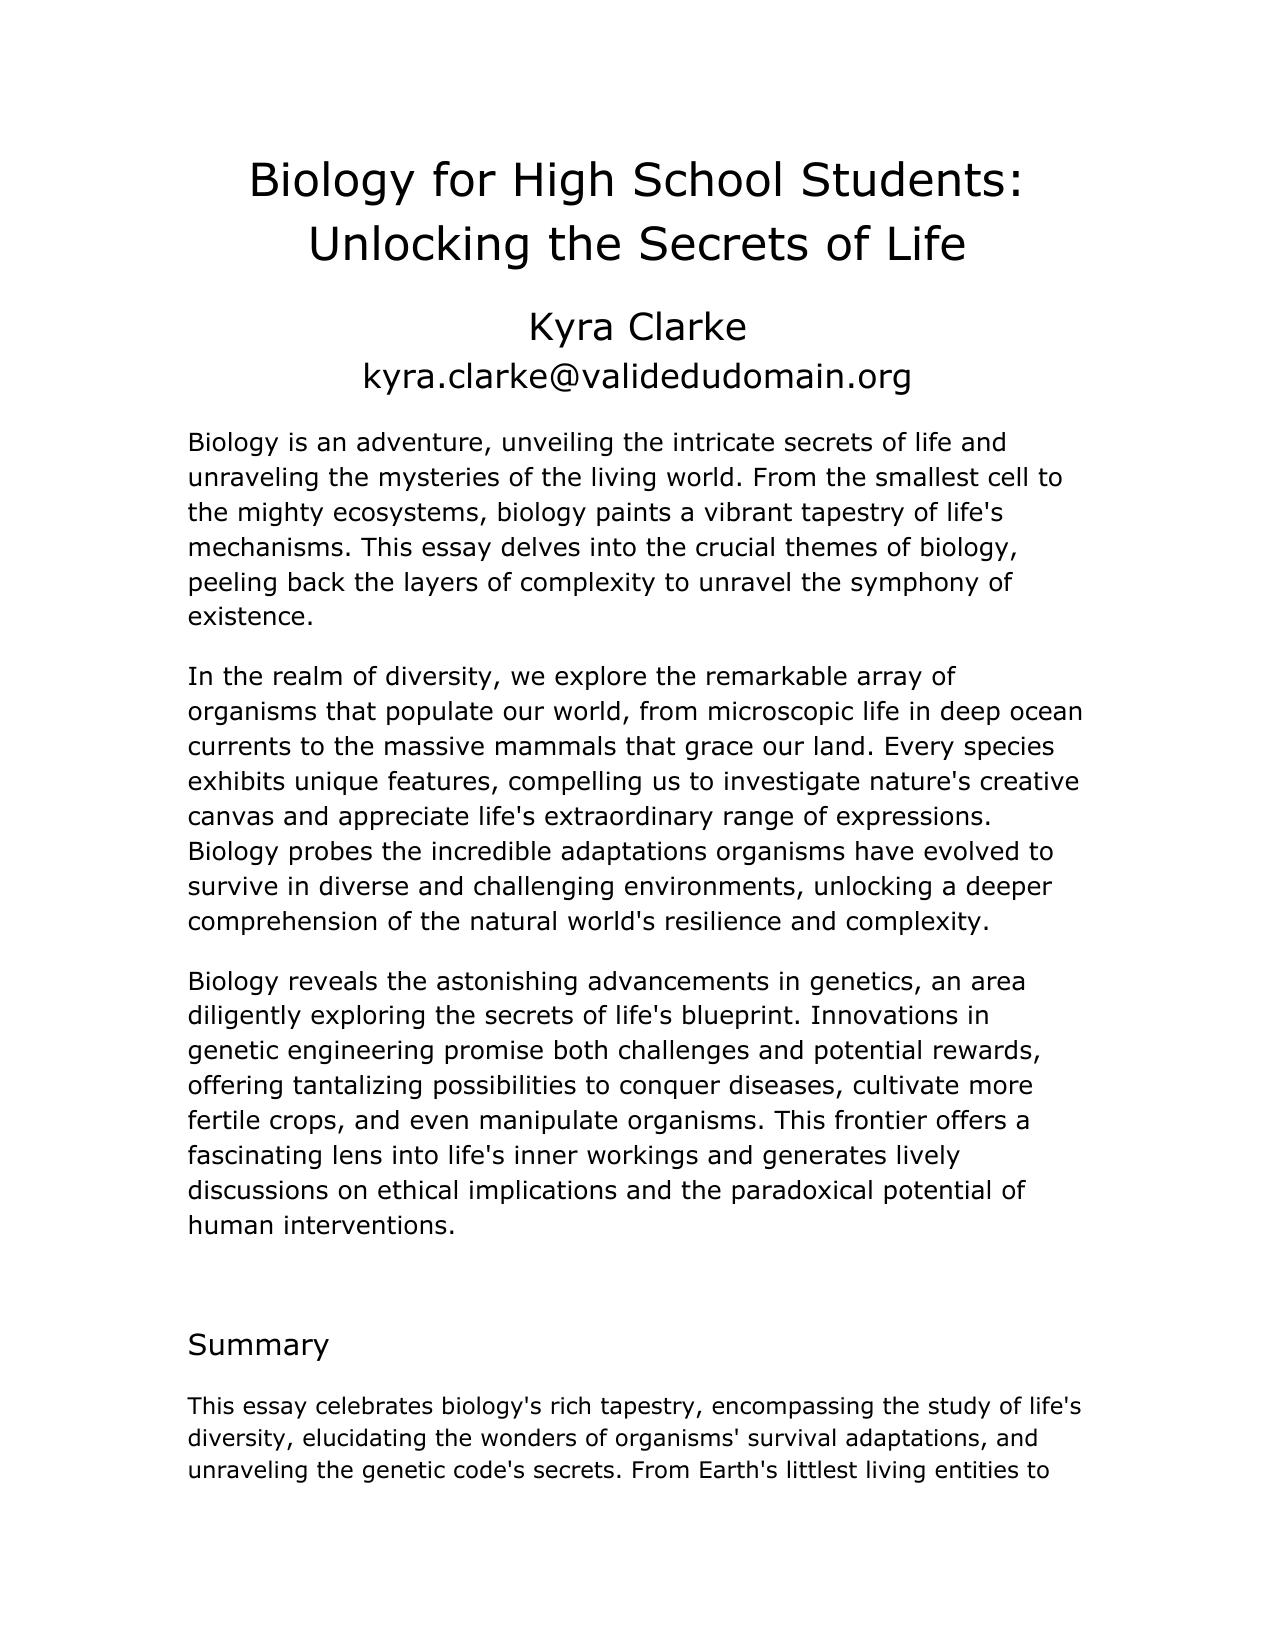 Biology for High School Students:
Unlocking the Secrets of Life
Kyra Clarke
kyra.clarke@validedudomain.org
Biology is an adventure, unveiling the intricate secrets of life and
unraveling the mysteries of the living world. From the smallest cell to
the mighty ecosystems, biology paints a vibrant tapestry of life's
mechanisms. This essay delves into the crucial themes of biology,
peeling back the layers of complexity to unravel the symphony of
existence.
In the realm of diversity, we explore the remarkable array of
organisms that populate our world, from microscopic life in deep ocean
currents to the massive mammals that grace our land. Every species
exhibits unique features, compelling us to investigate nature's creative
canvas and appreciate life's extraordinary range of expressions.
Biology probes the incredible adaptations organisms have evolved to
survive in diverse and challenging environments, unlocking a deeper
comprehension of the natural world's resilience and complexity.
Biology reveals the astonishing advancements in genetics, an area
diligently exploring the secrets of life's blueprint. Innovations in
genetic engineering promise both challenges and potential rewards,
offering tantalizing possibilities to conquer diseases, cultivate more
fertile crops, and even manipulate organisms. This frontier offers a
fascinating lens into life's inner workings and generates lively
discussions on ethical implications and the paradoxical potential of
human interventions.
Summary
This essay celebrates biology's rich tapestry, encompassing the study of life's
diversity, elucidating the wonders of organisms' survival adaptations, and
unraveling the genetic code's secrets. From Earth's littlest living entities to